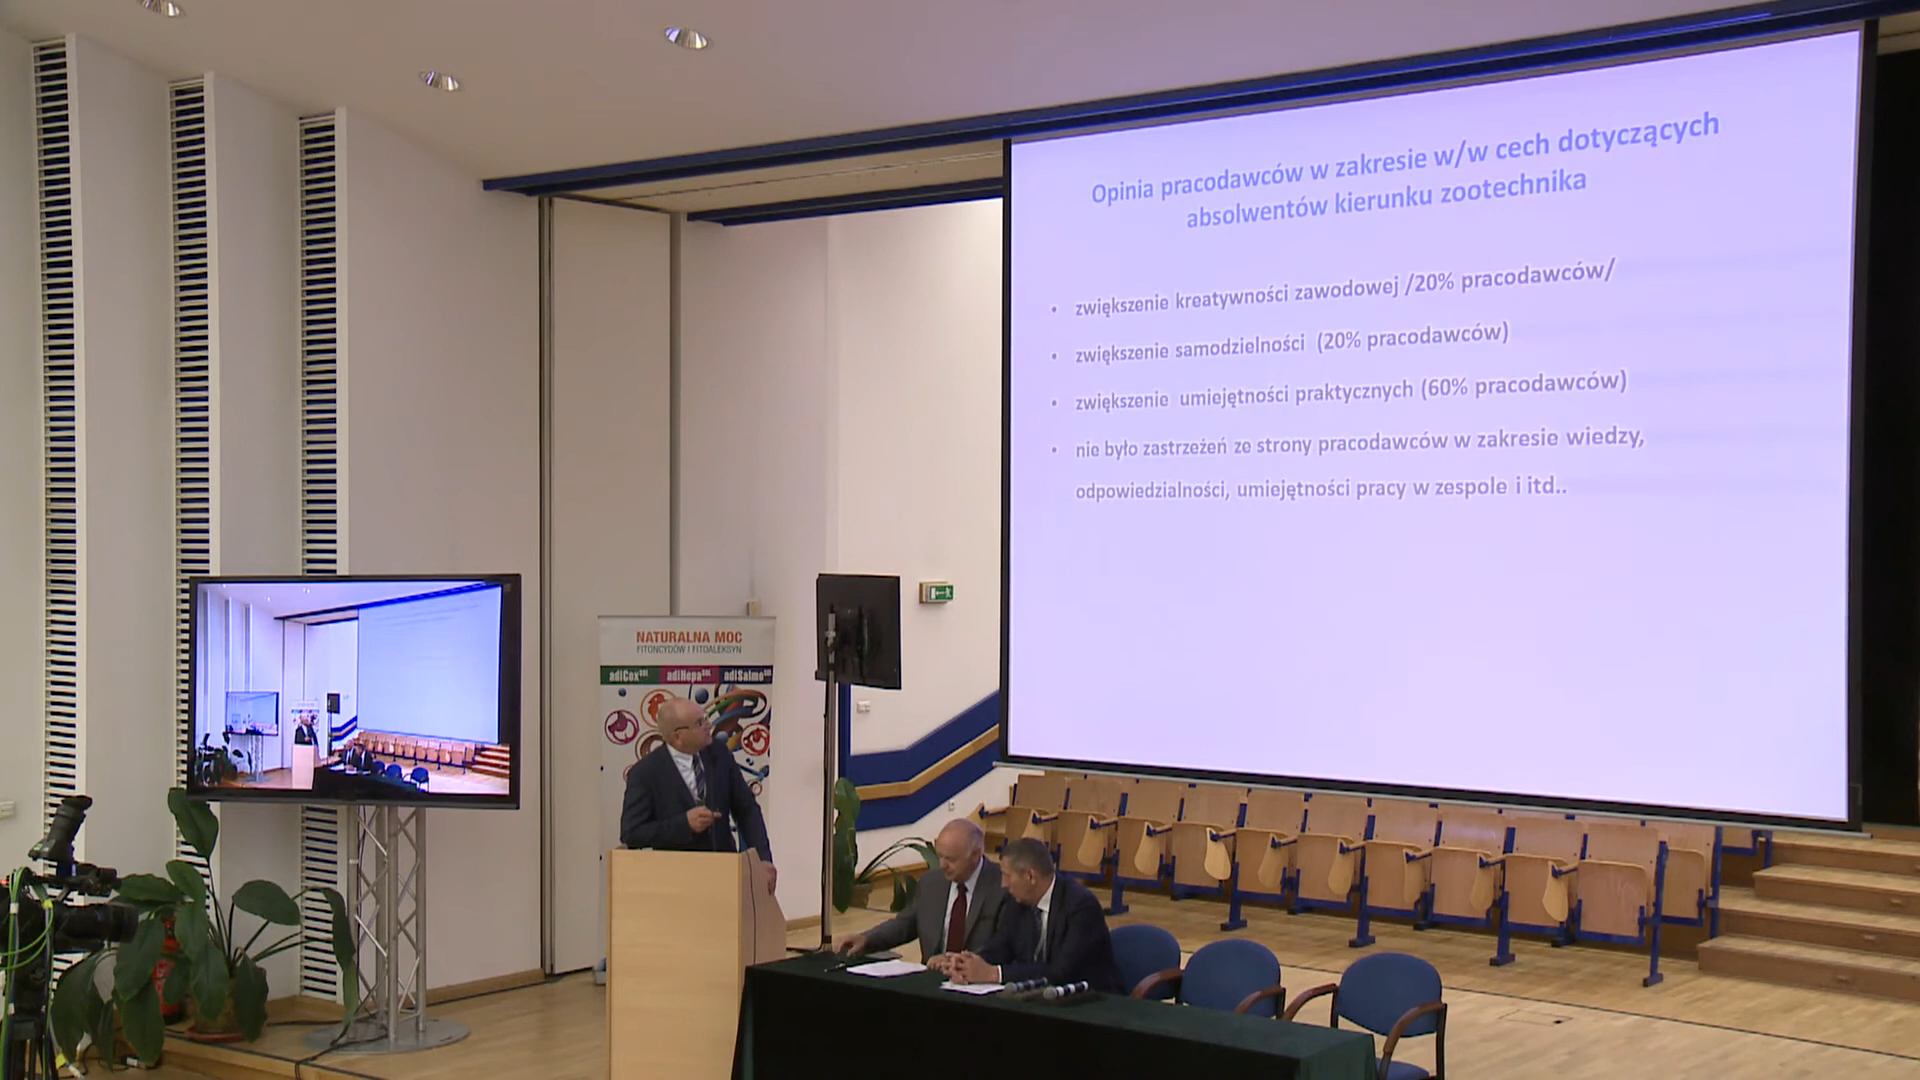 Opinia pracodawców w zakresie w/w cech dotyczących
absolwentów kierunku zootechnika
• zwiększenie kreatywności zawodowej /20% pracodawców/
• zwiększenie samodzielności (20% pracodawców)
• zwiększenie umiejętności praktycznych (60% pracodawców)
• nie było zastrzeżeń ze strony pracodawców w zakresie wiedzy,
odpowiedzialności, umiejętności pracy w zespole i itd..
NATURALNA MOC
FITONCYDÓW I FITOALEKSYN
adiCox adiHepa adiSalmo